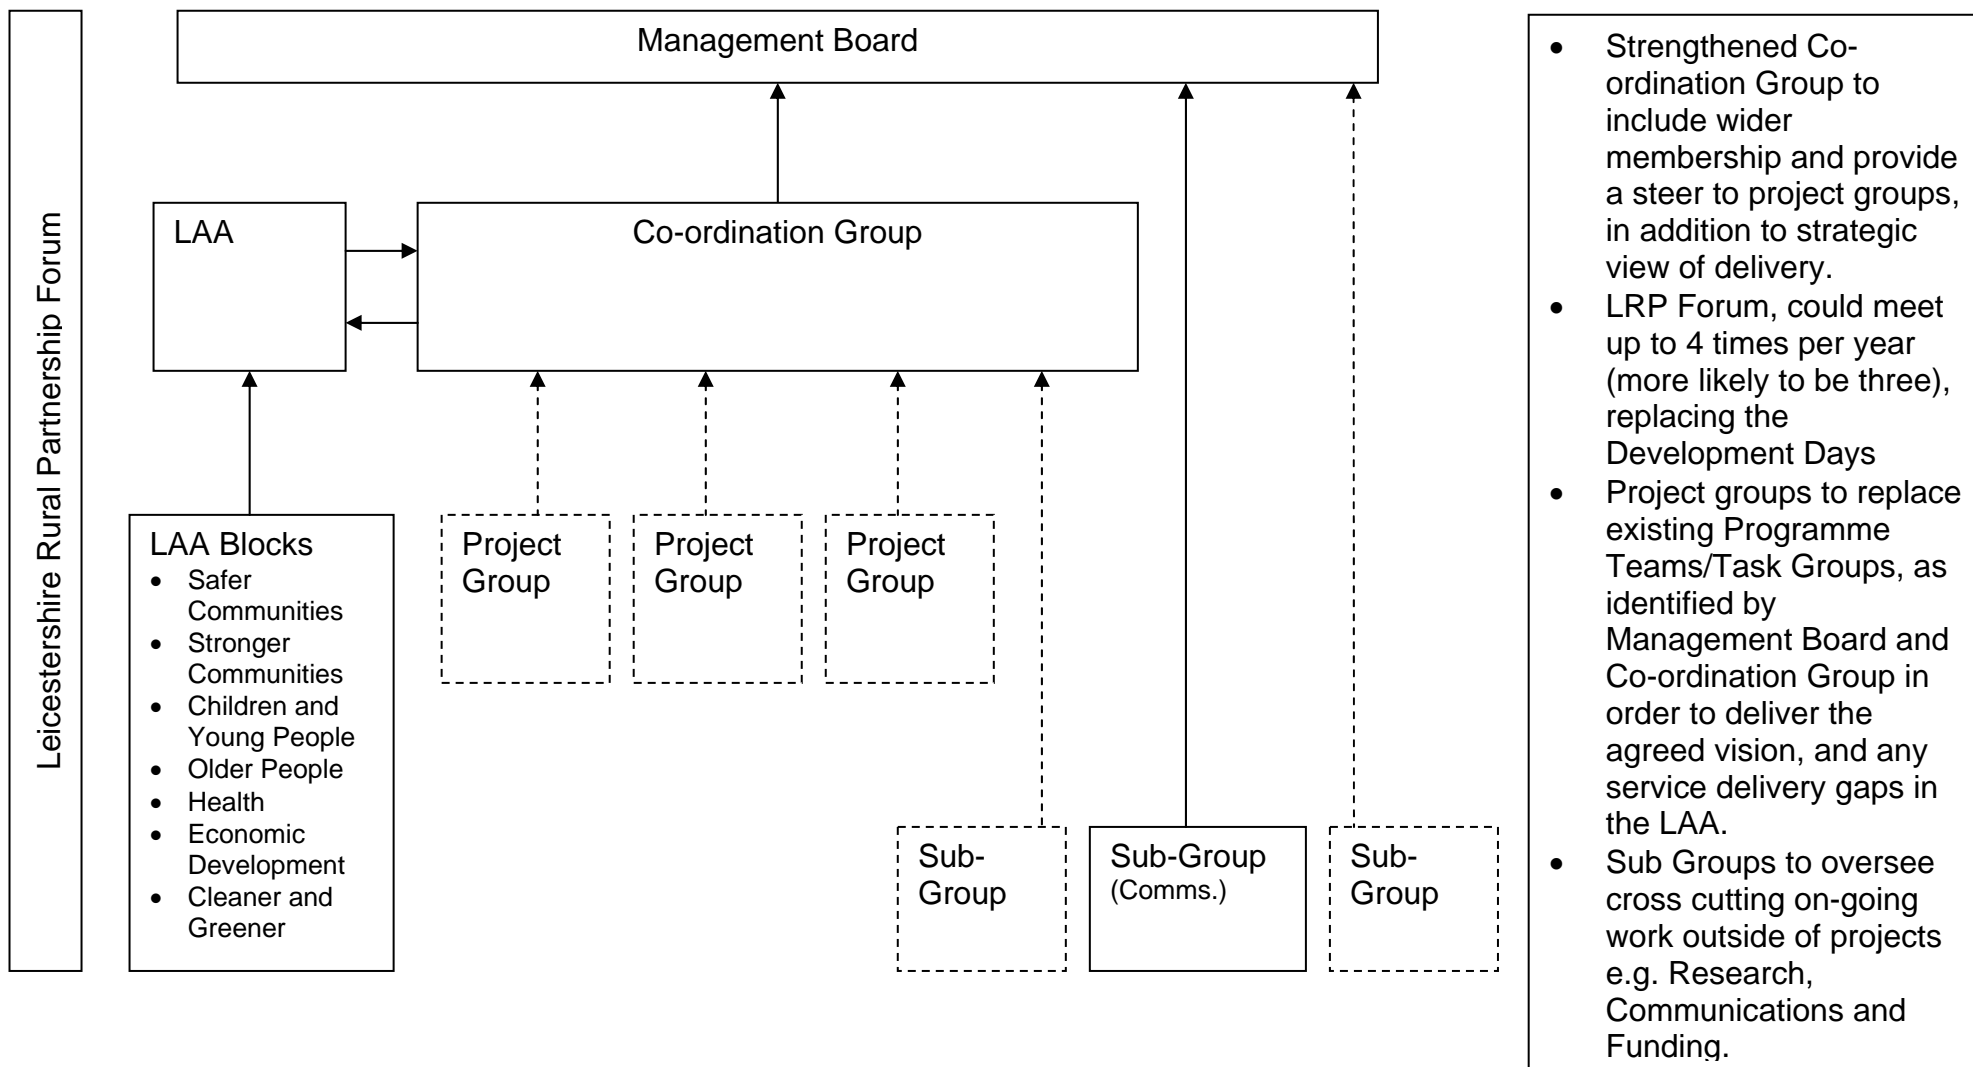 Leicestershire Rural Partnership Forum
Management Board
LAA
Co-ordination Group
LAA Blocks
• Safer
Communities
• Stronger
Communities
• Children and
Young People
• Older People
• Health
• Economic
Development
• Cleaner and
Greener
Project
Group
Project
Group
Project
Group
Sub-
Group
Sub-Group
(Comms.)
Sub-
Group
• Strengthened Co-
ordination Group to
include wider
membership and provide
a steer to project groups,
in addition to strategic
view of delivery.
• LRP Forum, could meet
up to 4 times per year
(more likely to be three),
replacing the
Development Days
• Project groups to replace
existing Programme
Teams/Task Groups, as
identified by
Management Board and
Co-ordination Group in
order to deliver the
agreed vision, and any
service delivery gaps in
the LAA.
• Sub Groups to oversee
cross cutting on-going
work outside of projects
e.g. Research,
Communications and
Funding.